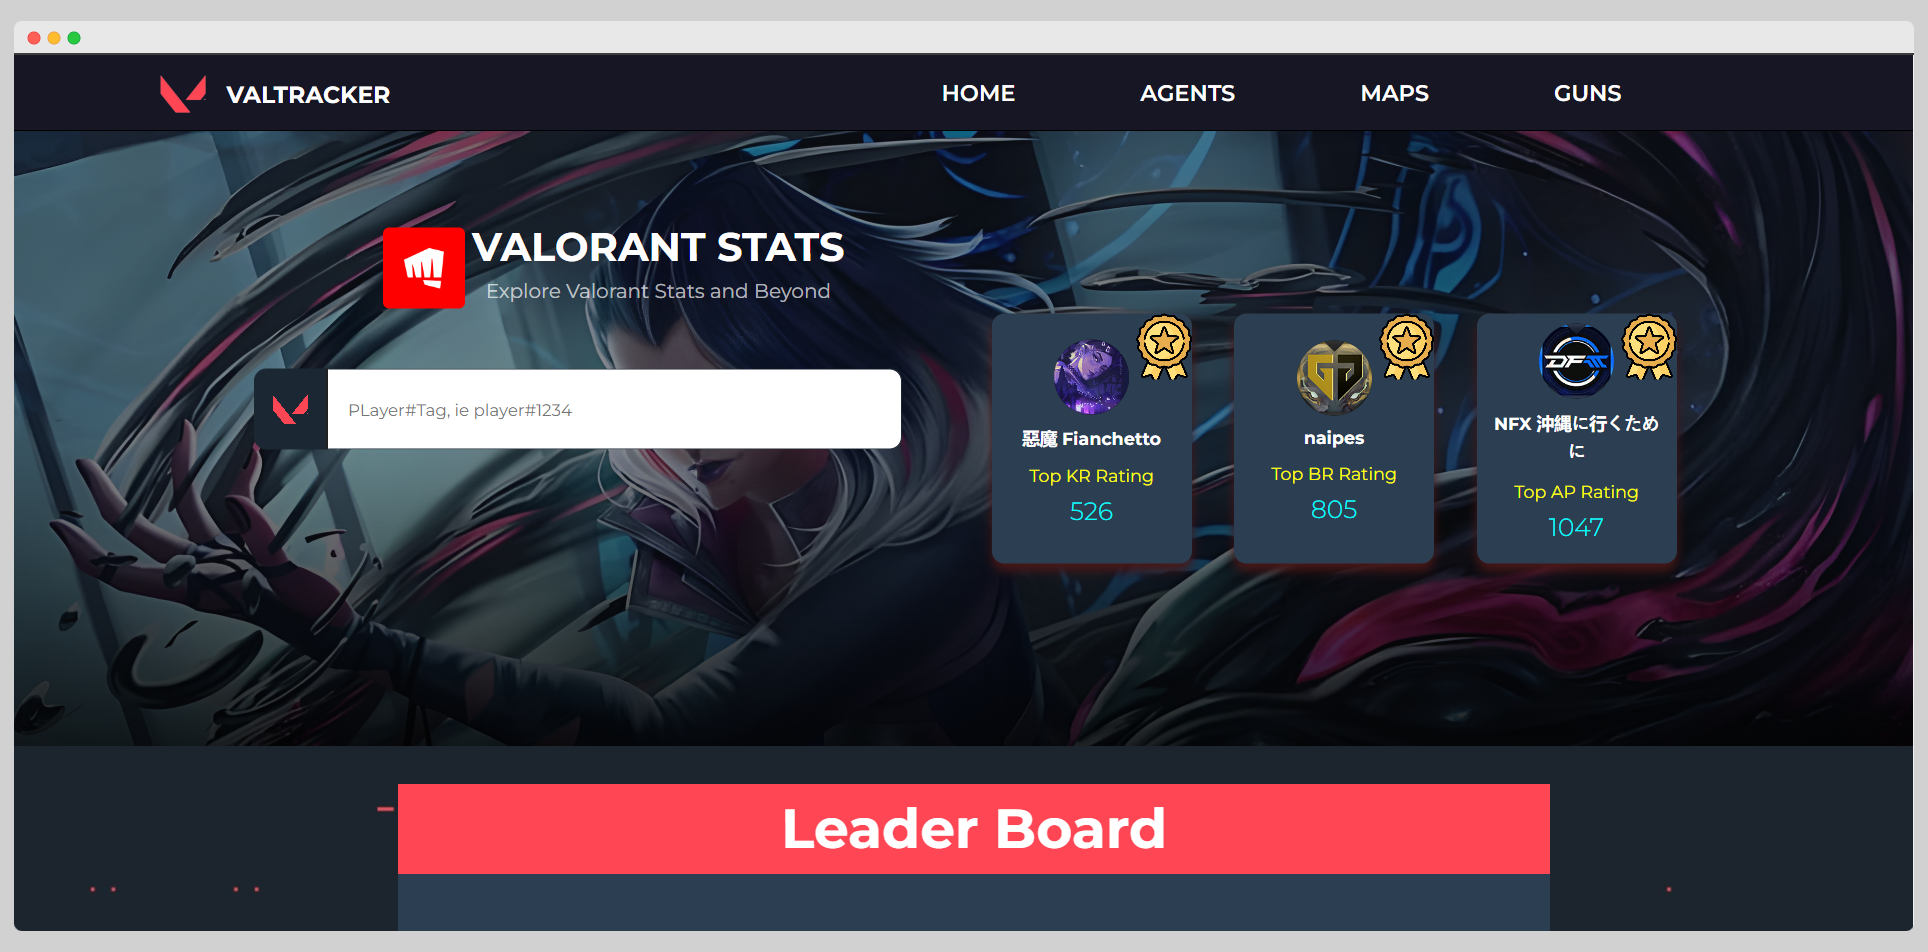 VALTRACKER
HOME
AGENTS
MAPS
GUNS
VALORANT STATS
Explore Valorant Stats and Beyond
PLayer#Tag, ie player#1234
惡魔 Fianchetto
Top KR Rating
526
naipes
Top BR Rating
805
DFM
NFX 沖縄に行くため
に
Top AP Rating
1047
Leader Board